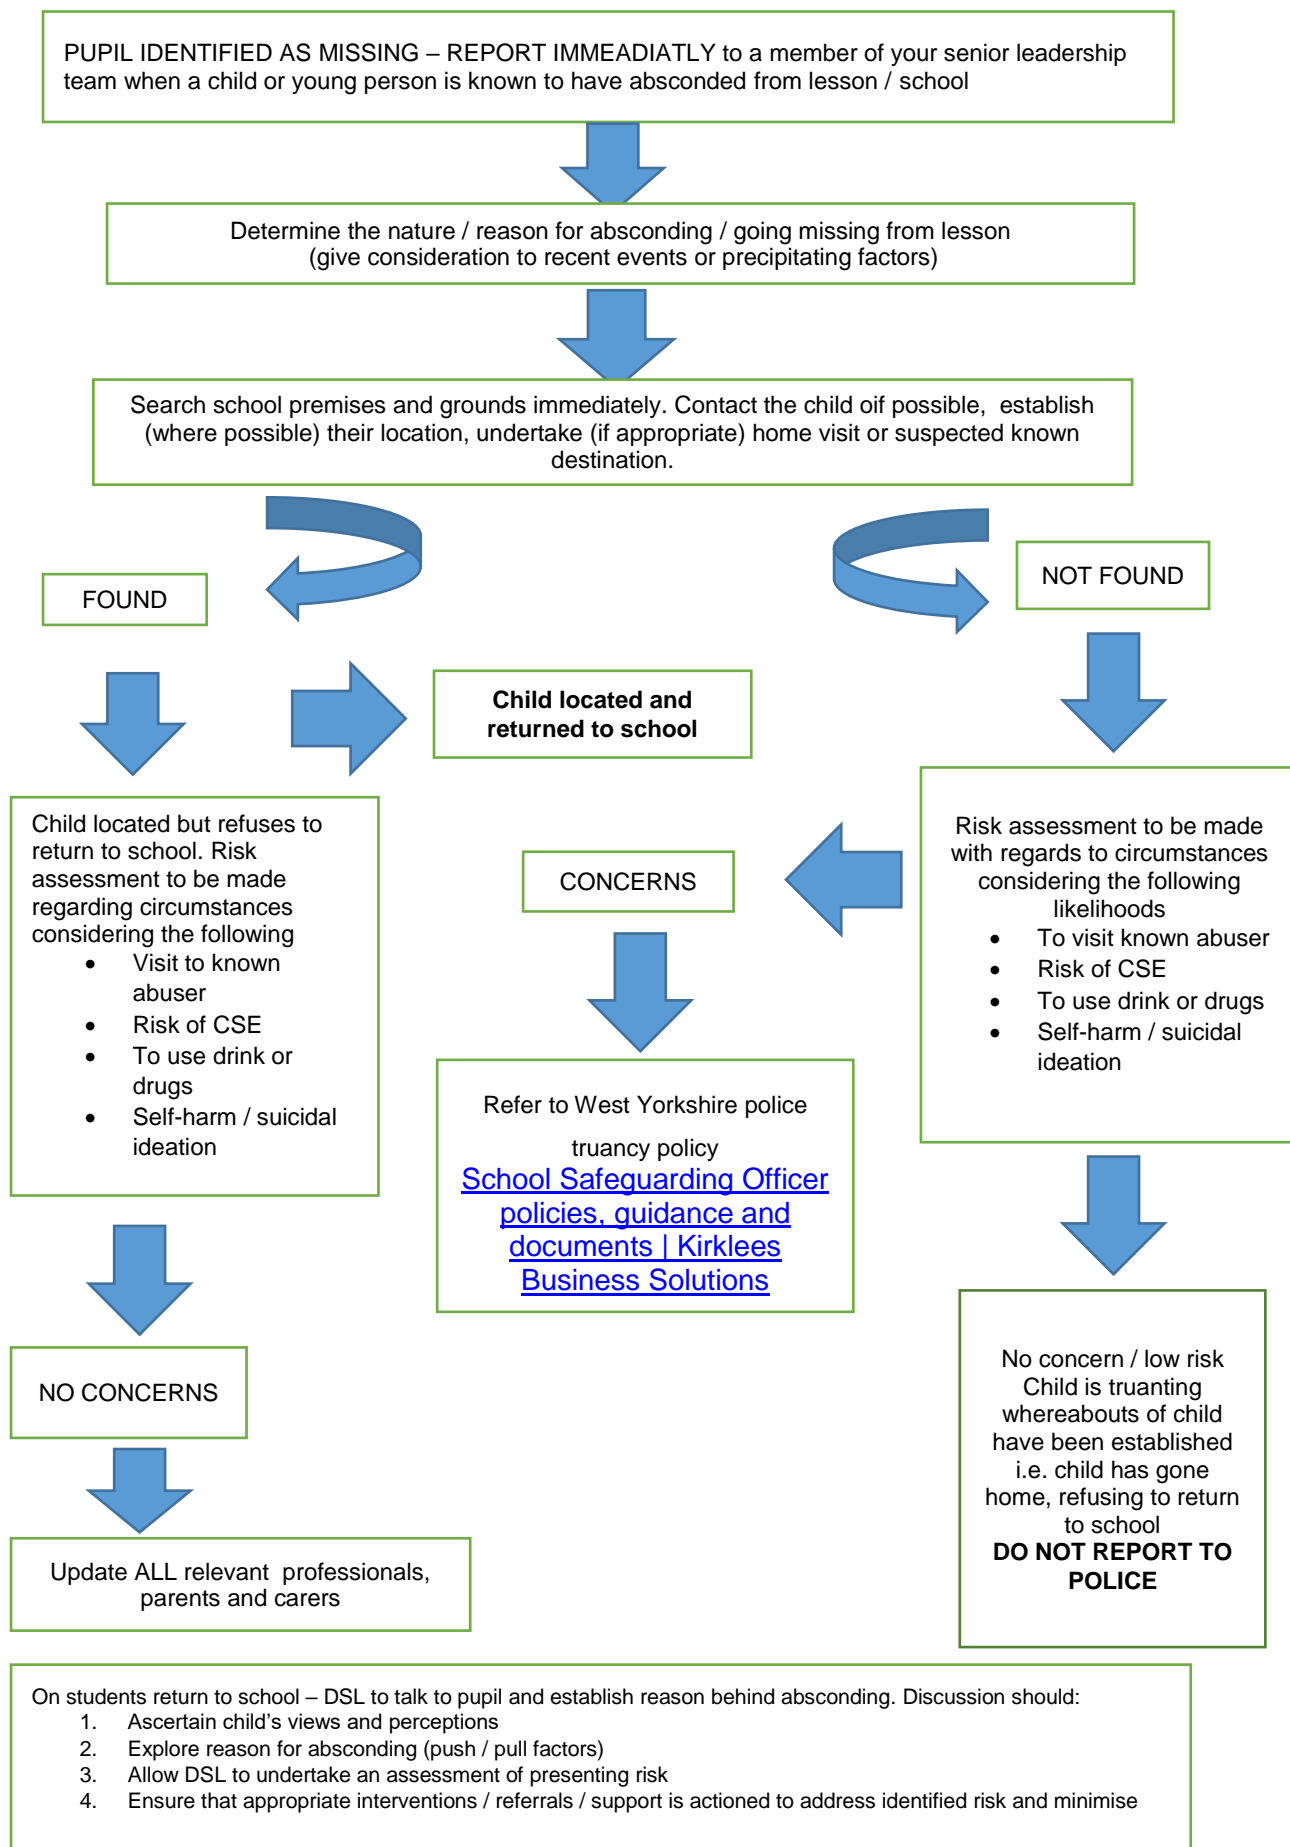 PUPIL IDENTIFIED AS MISSING – REPORT IMMEADIATLY to a member of your senior leadership
team when a child or young person is known to have absconded from lesson / school
Determine the nature / reason for absconding / going missing from lesson
(give consideration to recent events or precipitating factors)
Search school premises and grounds immediately. Contact the child oif possible, establish
(where possible) their location, undertake (if appropriate) home visit or suspected known
destination.
FOUND
NOT FOUND
Child located and
returned to school
Child located but refuses to
return to school. Risk
assessment to be made
regarding circumstances
considering the following
• Visit to known
abuser
• Risk of CSE
• To use drink or
drugs
• Self-harm / suicidal
ideation
CONCERNS
Risk assessment to be made
with regards to circumstances
considering the following
likelihoods
• To visit known abuser
• Risk of CSE
• To use drink or drugs
• Self-harm / suicidal
ideation
Refer to West Yorkshire police
truancy policy
School Safeguarding Officer
policies, guidance and
documents | Kirklees
Business Solutions
NO CONCERNS
No concern / low risk
Child is truanting
whereabouts of child
have been established
i.e. child has gone
home, refusing to return
to school
DO NOT REPORT TO
POLICE
Update ALL relevant professionals,
parents and carers
On students return to school – DSL to talk to pupil and establish reason behind absconding. Discussion should:
1. Ascertain child's views and perceptions
2. Explore reason for absconding (push / pull factors)
3. Allow DSL to undertake an assessment of presenting risk
4. Ensure that appropriate interventions / referrals / support is actioned to address identified risk and minimise